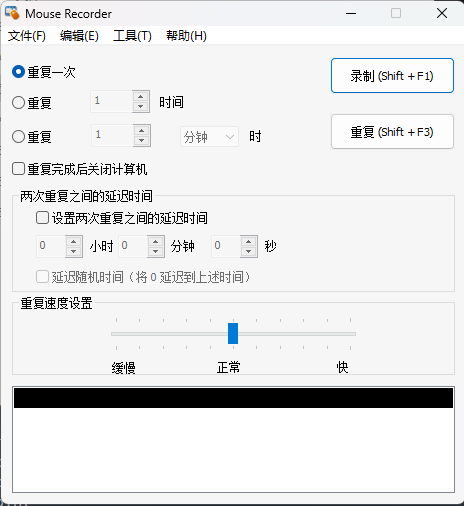 Mouse Recorder
文件(F) 编辑(E) 工具(T) 帮助(H)
重复一次
录制 (Shift + F1)
重复 1 时间
重复 1 分钟 时
重复 (Shift + F3)
重复完成后关闭计算机
两次重复之间的延迟时间
设置两次重复之间的延迟时间
0 小时 0 分钟 0 秒
延迟随机时间（将 0 延迟到上述时间）
重复速度设置
缓慢 正常 快